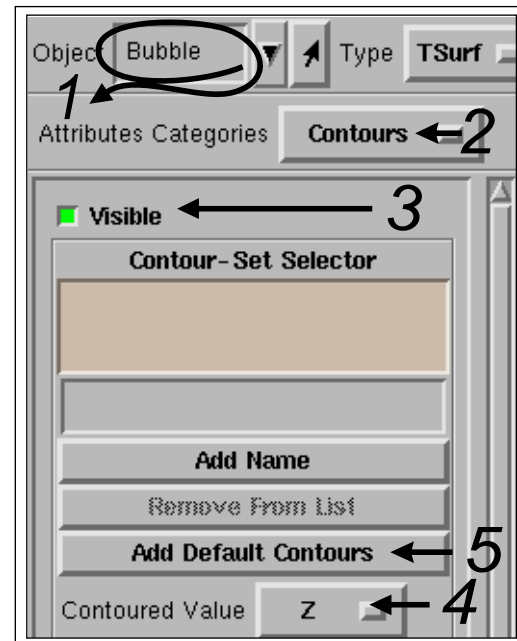 Object Bubble Type TSurf
1
Attributes Categories Contours 2
Visible 3
Contour-Set Selector
Add Name
Remove From List
Add Default Contours 5
Contoured Value Z 4